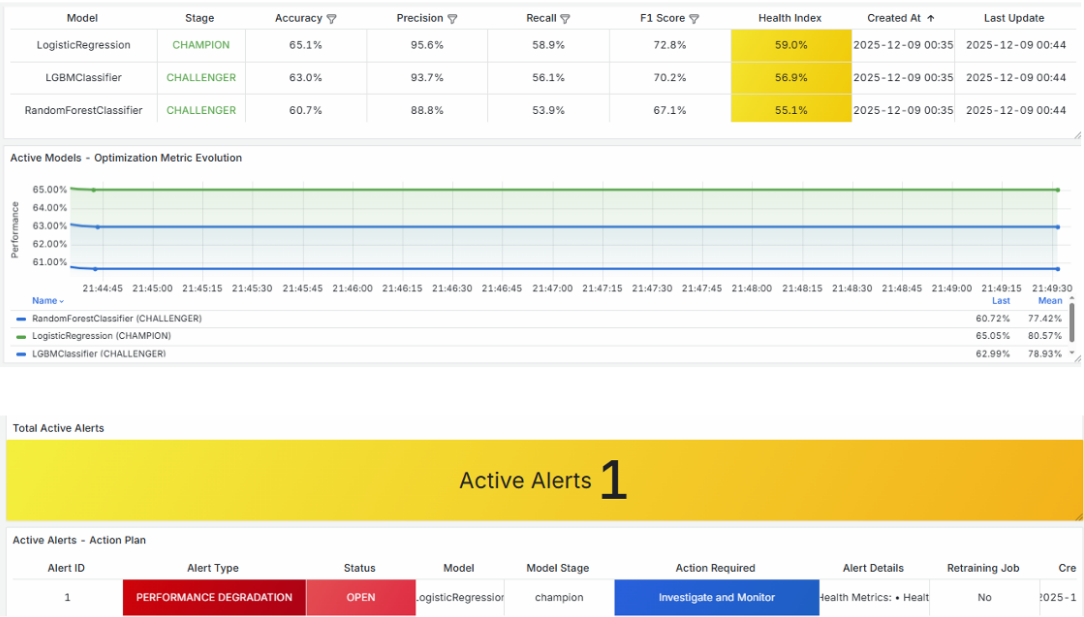 Model Stage Accuracy Precision Recall F1 Score Health Index Created At ↑ Last Update
LogisticRegression CHAMPION 65.1% 95.6% 58.9% 72.8% 59.0% 2025-12-09 00:35 2025-12-09 00:44
LGBMClassifier CHALLENGER 63.0% 93.7% 56.1% 70.2% 56.9% 2025-12-09 00:35 2025-12-09 00:44
RandomForestClassifier CHALLENGER 60.7% 88.8% 53.9% 67.1% 55.1% 2025-12-09 00:35 2025-12-09 00:44
Active Models - Optimization Metric Evolution
Performance
65.00%
64.00%
63.00%
62.00%
61.00%
21:44:45 21:45:00 21:45:15 21:45:30 21:45:45 21:46:00 21:46:15 21:46:30 21:46:45 21:47:00 21:47:15 21:47:30 21:47:45 21:48:00 21:48:15 21:48:30 21:48:45 21:49:00 21:49:15 21:49:30
Name Last Mean
RandomForestClassifier (CHALLENGER) 60.72% 77.42%
LogisticRegression (CHAMPION) 65.05% 80.57%
LGBMClassifier (CHALLENGER) 62.99% 78.93%
Total Active Alerts
Active Alerts 1
Active Alerts - Action Plan
Alert ID Alert Type Status Model Model Stage Action Required Alert Details Retraining Job Cre
1 PERFORMANCE DEGRADATION OPEN ogisticRegression champion Investigate and Monitor Health Metrics: • Healt No 2025-1